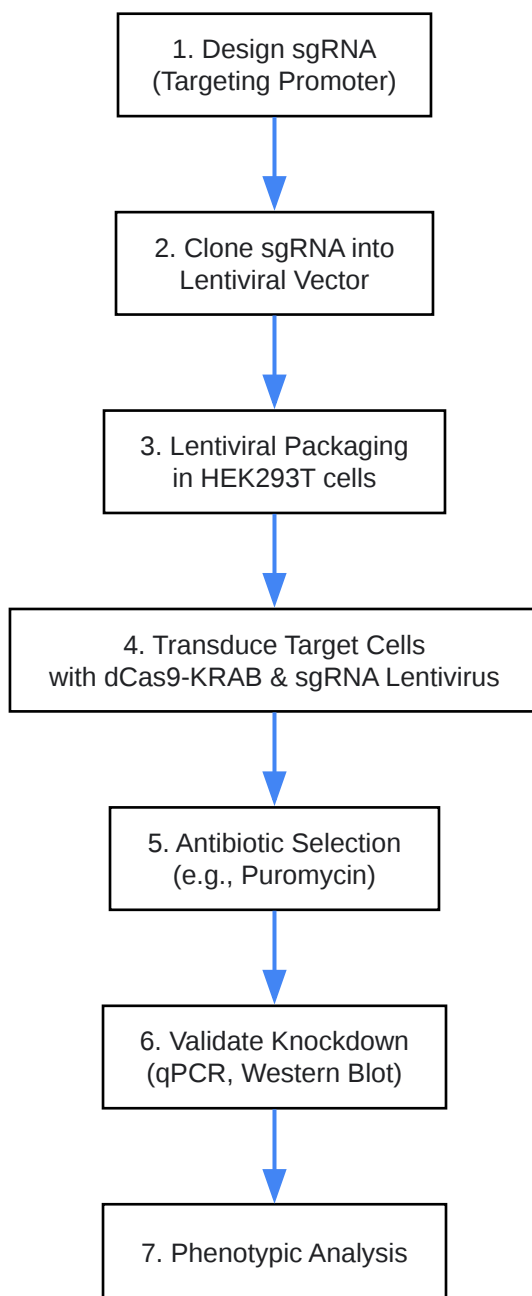 1. Design sgRNA
(Targeting Promoter)
2. Clone sgRNA into
Lentiviral Vector
3. Lentiviral Packaging
in HEK293T cells
4. Transduce Target Cells
with dCas9-KRAB & sgRNA Lentivirus
5. Antibiotic Selection
(e.g., Puromycin)
6. Validate Knockdown
(qPCR, Western Blot)
7. Phenotypic Analysis